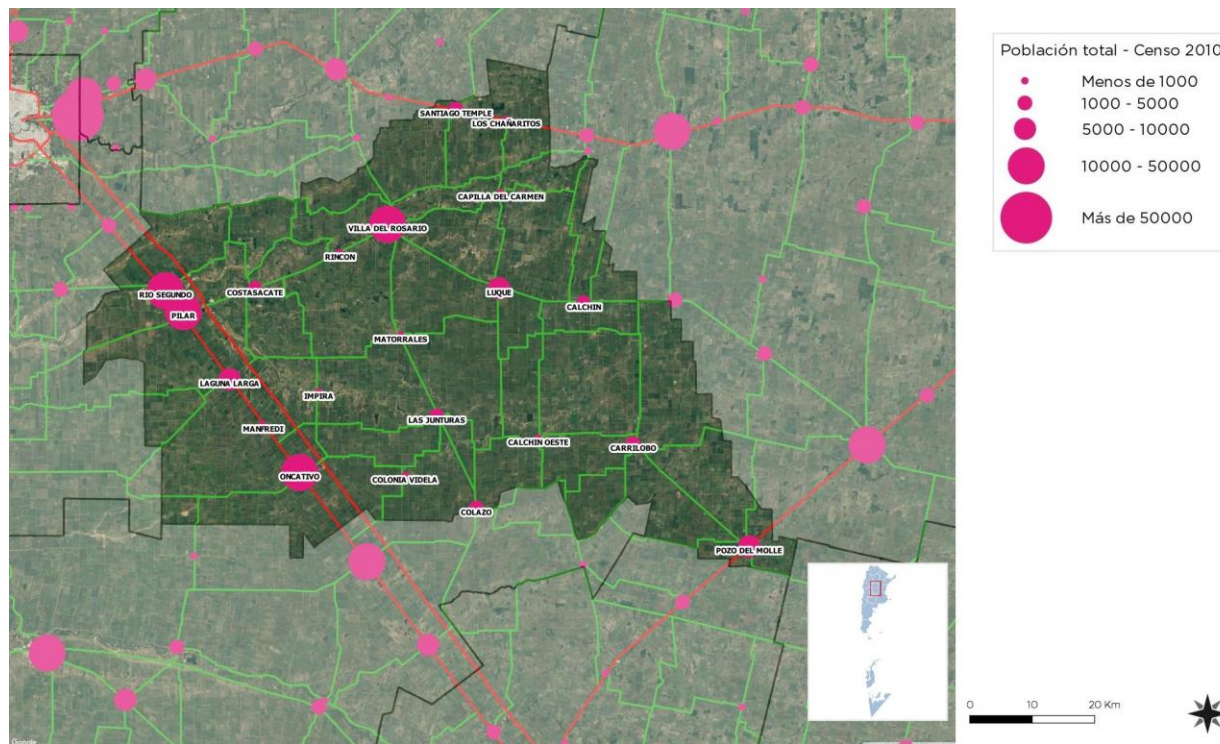 Población total - Censo 2010
Menos de 1000
1000 - 5000
5000 - 10000
10000 - 50000
Más de 50000
SANTIAGO TEMPLE
LOS CHAÑARITOS
CAPILLA DEL CARMEN
VILLA DEL ROSARIO
RINCON
RIO SEGUNDO
COSTASACATE
LUQUE
CALCHIN
PILAR
MATORRALES
LAGUNA LARGA
IMPIRA
LAS JUNTURAS
MANFREDI
CALCHIN OESTE
CARRILOBO
ONCATIVO
COLONIA VIDELA
COLAZO
POZO DEL MOLLE
0 10 20 Km
Google